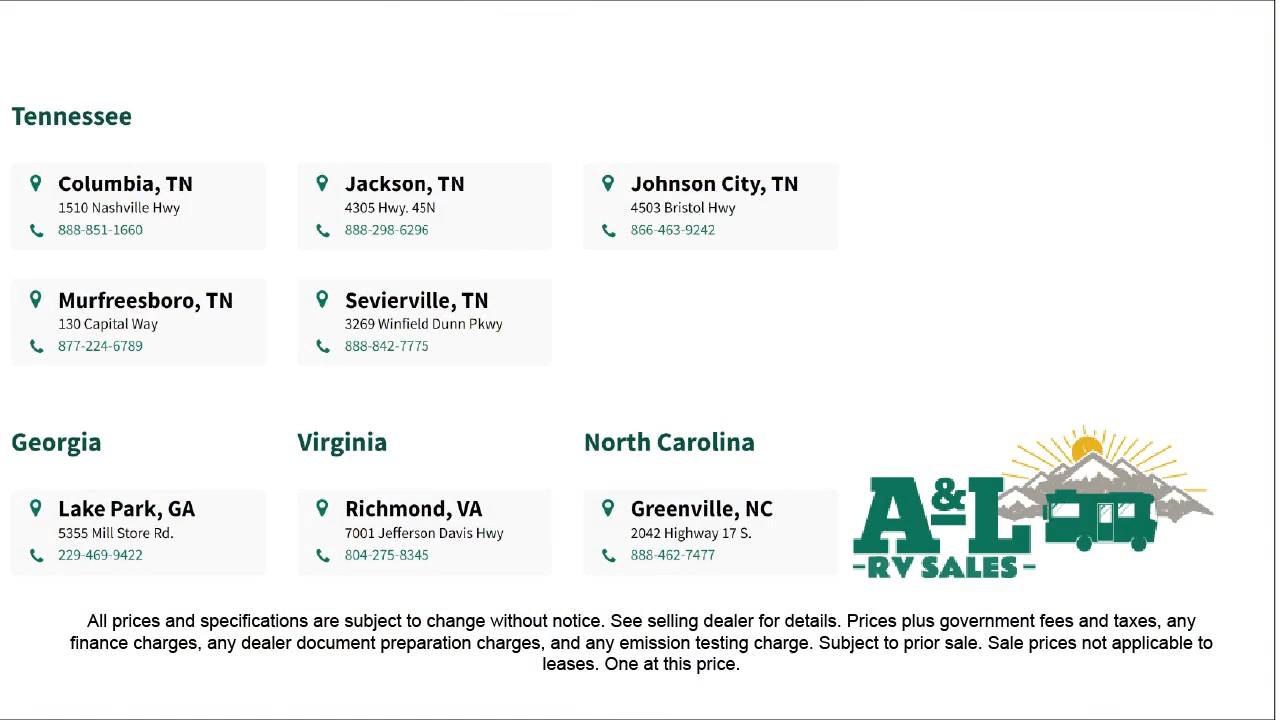 Tennessee
Columbia, TN
1510 Nashville Hwy
888-851-1660
Jackson, TN
4305 Hwy. 45N
888-298-6296
Johnson City, TN
4503 Bristol Hwy
866-463-9242
Murfreesboro, TN
130 Capital Way
877-224-6789
Sevierville, TN
3269 Winfield Dunn Pkwy
888-842-7775
Georgia
Lake Park, GA
5355 Mill Store Rd.
229-469-9422
Virginia
Richmond, VA
7001 Jefferson Davis Hwy
804-275-8345
North Carolina
Greenville, NC
2042 Highway 17 S.
888-462-7477
A&L
-RV SALES-
All prices and specifications are subject to change without notice. See selling dealer for details. Prices plus government fees and taxes, any
finance charges, any dealer document preparation charges, and any emission testing charge. Subject to prior sale. Sale prices not applicable to
leases. One at this price.